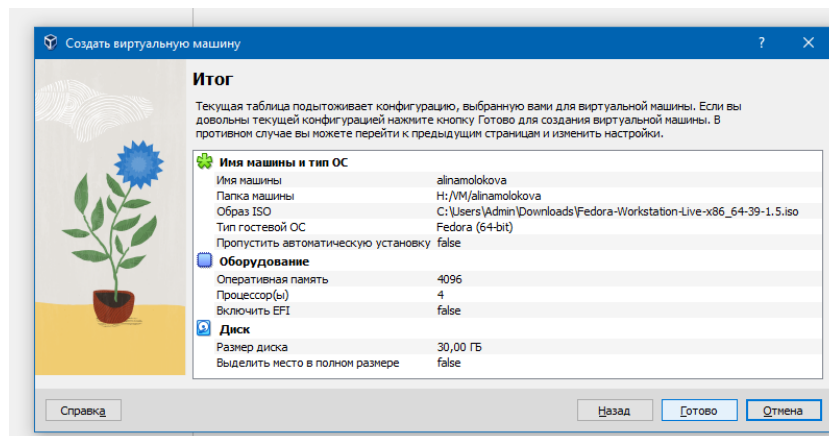 Создать виртуальную машину
?
Итог
Текущая таблица подытоживает конфигурацию, выбранную вами для виртуальной машины. Если вы
довольны текущей конфигурацией нажмите кнопку Готово для создания виртуальной машины. В
противном случае вы можете перейти к предыдущим страницам и изменить настройки.
Имя машины и тип ОС
Имя машины alinamolokova
Папка машины H:/VM/alinamolokova
Образ ISO C:\Users\Admin\Downloads\Fedora-Workstation-Live-x86_64-39-1.5.iso
Тип гостевой ОС Fedora (64-bit)
Пропустить автоматическую установку false
Оборудование
Оперативная память 4096
Процессор(ы) 4
Включить EFI false
Диск
Размер диска 30,00 ГБ
Выделить место в полном размере false
Справка Назад Готово Отмена